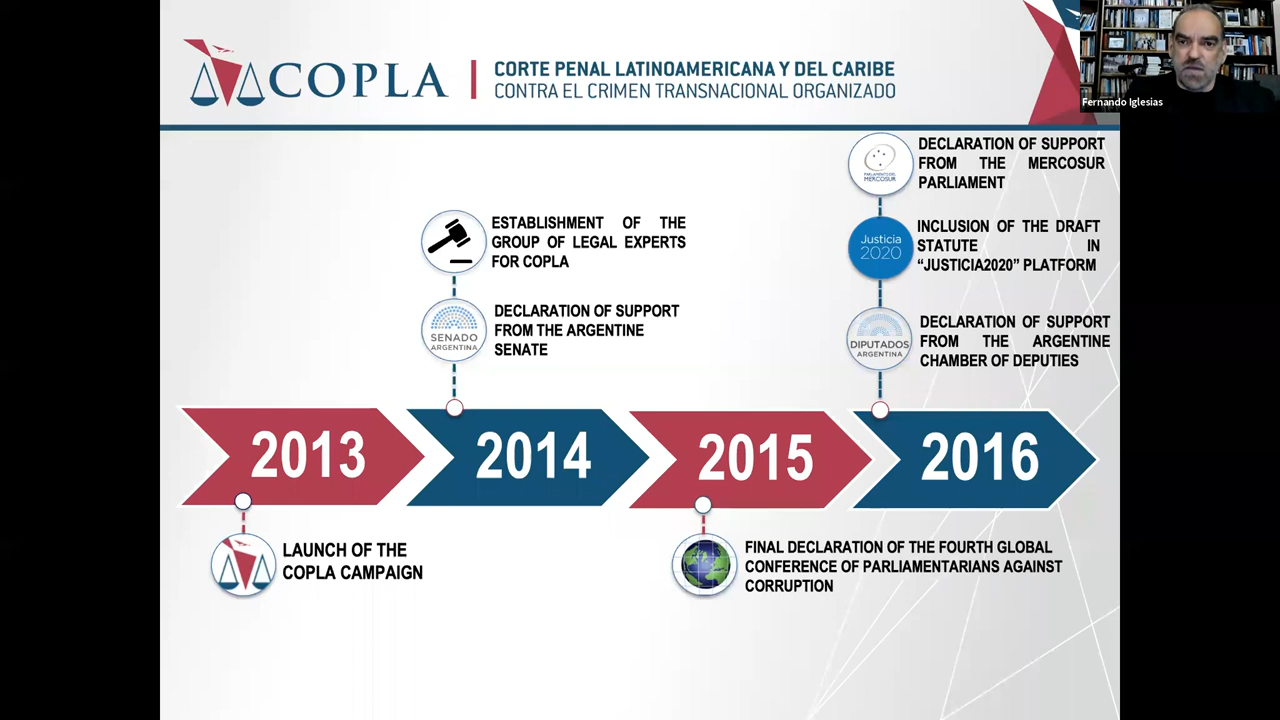 COPLA
CORTE PENAL LATINOAMERICANA Y DEL CARIBE
CONTRA EL CRIMEN TRANSNACIONAL ORGANIZADO
Fernando Iglesias
ESTABLISHMENT OF THE
GROUP OF LEGAL EXPERTS
FOR COPLA
SENADO
ARGENTINA
DECLARATION OF SUPPORT
FROM THE ARGENTINE
SENATE
PARLAMENTO DEL
MERCOSUR
DECLARATION OF SUPPORT
FROM THE MERCOSUR
PARLIAMENT
Justicia
2020
INCLUSION OF THE DRAFT
STATUTE IN
“JUSTICIA2020” PLATFORM
DIPUTADOS
ARGENTINA
DECLARATION OF SUPPORT
FROM THE ARGENTINE
CHAMBER OF DEPUTIES
2013
2014
2015
2016
LAUNCH OF THE
COPLA CAMPAIGN
FINAL DECLARATION OF THE FOURTH GLOBAL
CONFERENCE OF PARLIAMENTARIANS AGAINST
CORRUPTION